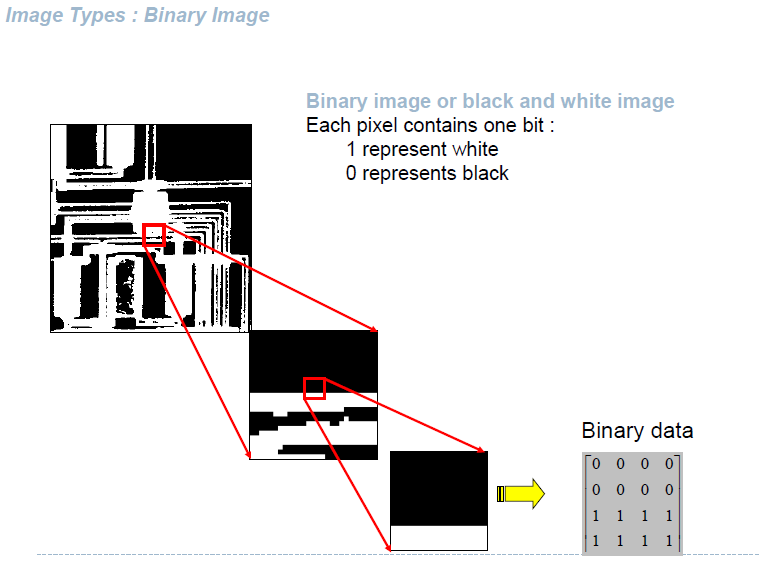 Image Types : Binary Image
Binary image or black and white image
Each pixel contains one bit :
1 represent white
0 represents black
Binary data
0 0 0 0
0 0 0 0
1 1 1 1
1 1 1 1